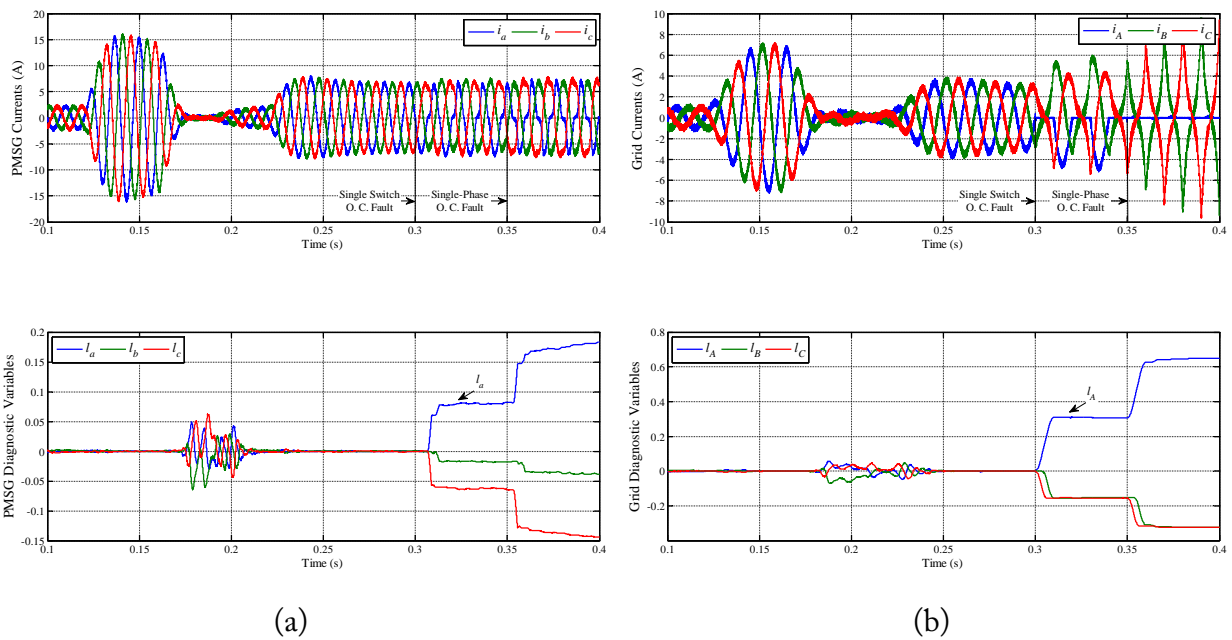 20
15
10
5
0
-5
-10
-15
-20
PMSG Currents (A)
i_a i_b i_c
Single Switch
O. C. Fault
Single-Phase
O. C. Fault
0.1 0.15 0.2 0.25 0.3 0.35 0.4
Time (s)
10
8
6
4
2
0
-2
-4
-6
-8
-10
Grid Currents (A)
i_A i_B i_C
Single Switch
O. C. Fault
Single-Phase
O. C. Fault
0.1 0.15 0.2 0.25 0.3 0.35 0.4
Time (s)
0.2
0.15
0.1
0.05
0
-0.05
-0.1
-0.15
PMSG Diagnostic Variables
l_a l_b l_c
l_a
0.1 0.15 0.2 0.25 0.3 0.35 0.4
Time (s)
0.8
0.6
0.4
0.2
0
-0.2
Grid Diagnostic Variables
l_A l_B l_C
l_A
0.1 0.15 0.2 0.25 0.3 0.35 0.4
Time (s)
(a)
(b)